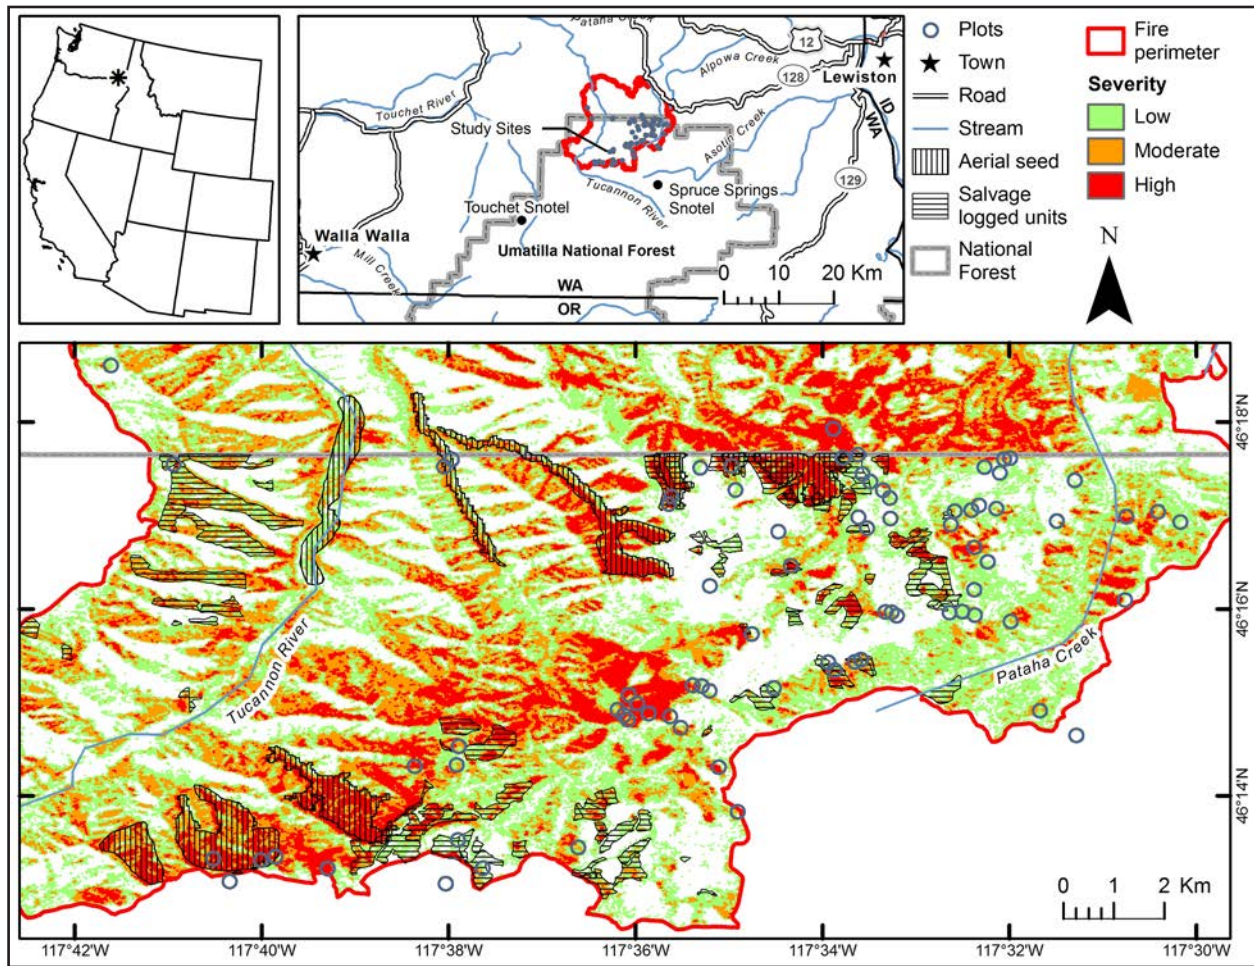 Pataha Creek
12
Alpowa Creek
128
Lewiston
Touchet River
ID
WA
Study Sites
Asotin Creek
129
Tucannon River
Spruce Springs
Snotel
Touchet Snotel
Walla Walla
Umatilla National Forest
Mill Creek
0 10 20 Km
WA
OR
Plots
Town
Road
Stream
Aerial seed
Salvage
logged units
National
Forest
Fire
perimeter
Severity
Low
Moderate
High
N
46°18'N
46°16'N
46°14'N
Tucannon River
Pataha Creek
0 1 2 Km
117°42'W 117°40'W 117°38'W 117°36'W 117°34'W 117°32'W 117°30'W